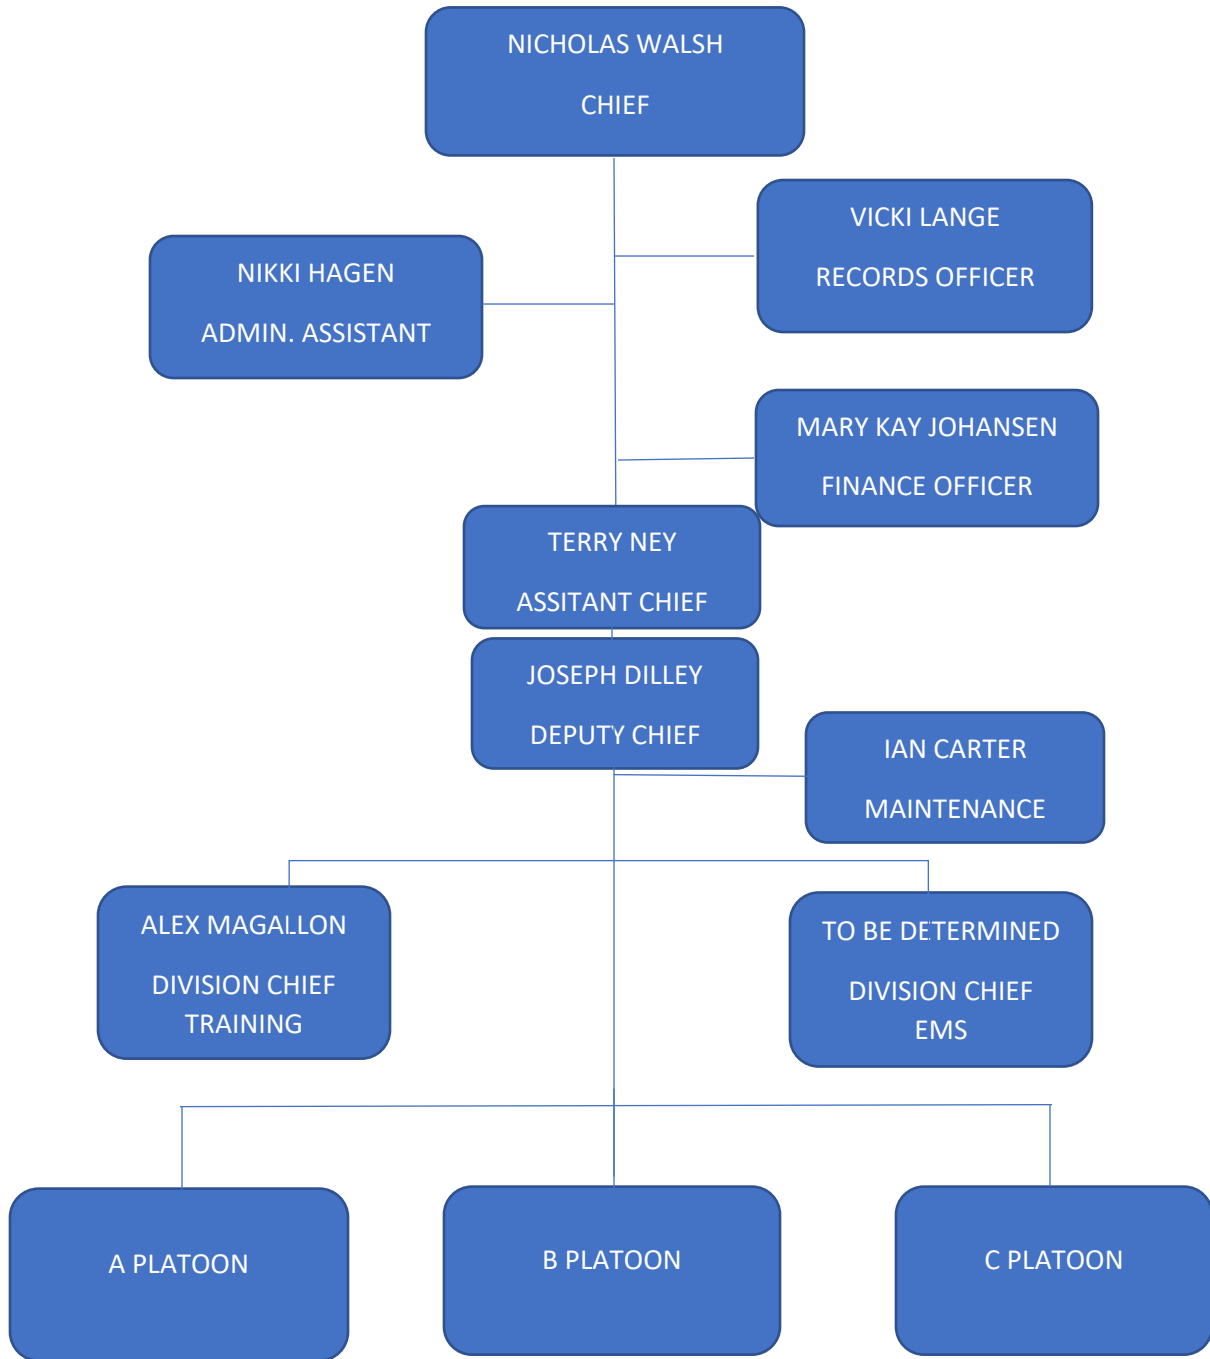 NICHOLAS WALSH
CHIEF
VICKI LANGE
RECORDS OFFICER
NIKKI HAGEN
ADMIN. ASSISTANT
MARY KAY JOHANSEN
FINANCE OFFICER
TERRY NEY
ASSITANT CHIEF
JOSEPH DILLEY
DEPUTY CHIEF
IAN CARTER
MAINTENANCE
ALEX MAGALLON
DIVISION CHIEF
TRAINING
TO BE DETERMINED
DIVISION CHIEF
EMS
A PLATOON
B PLATOON
C PLATOON